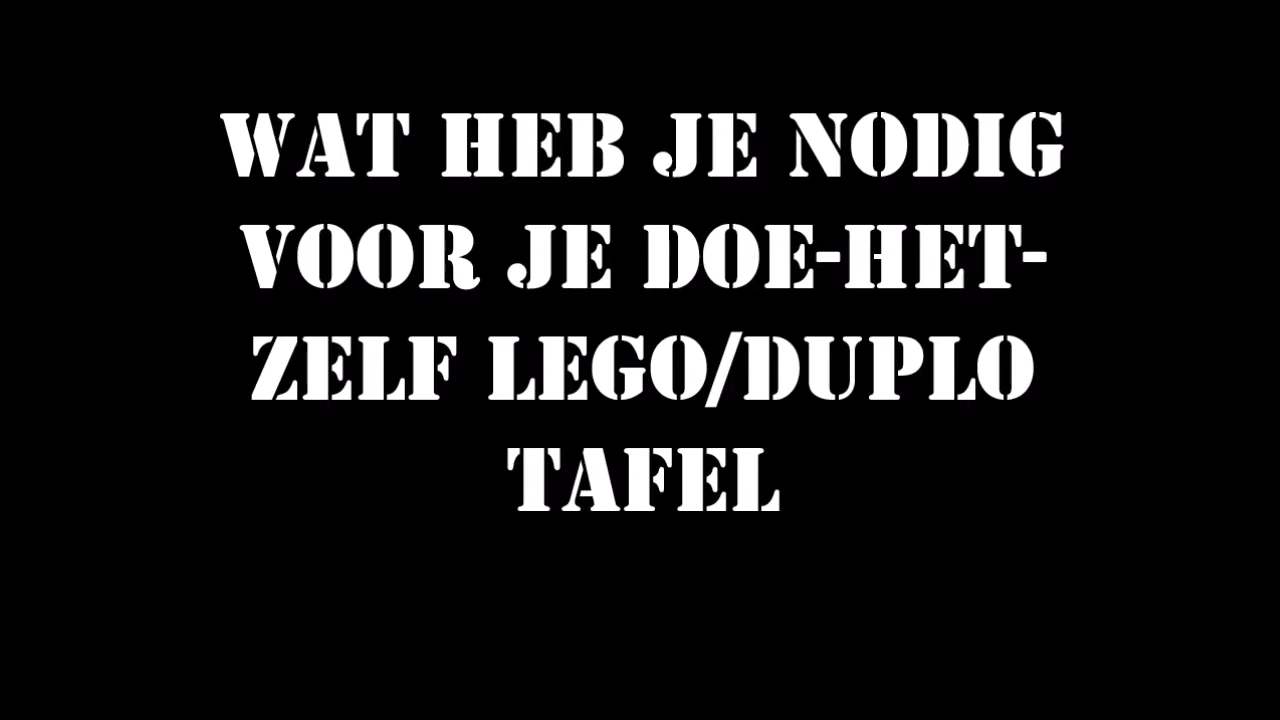 WAT HEB JE NODIG
VOOR JE DOE-HET-
ZELF LEGO/DUPLO
TAFEL